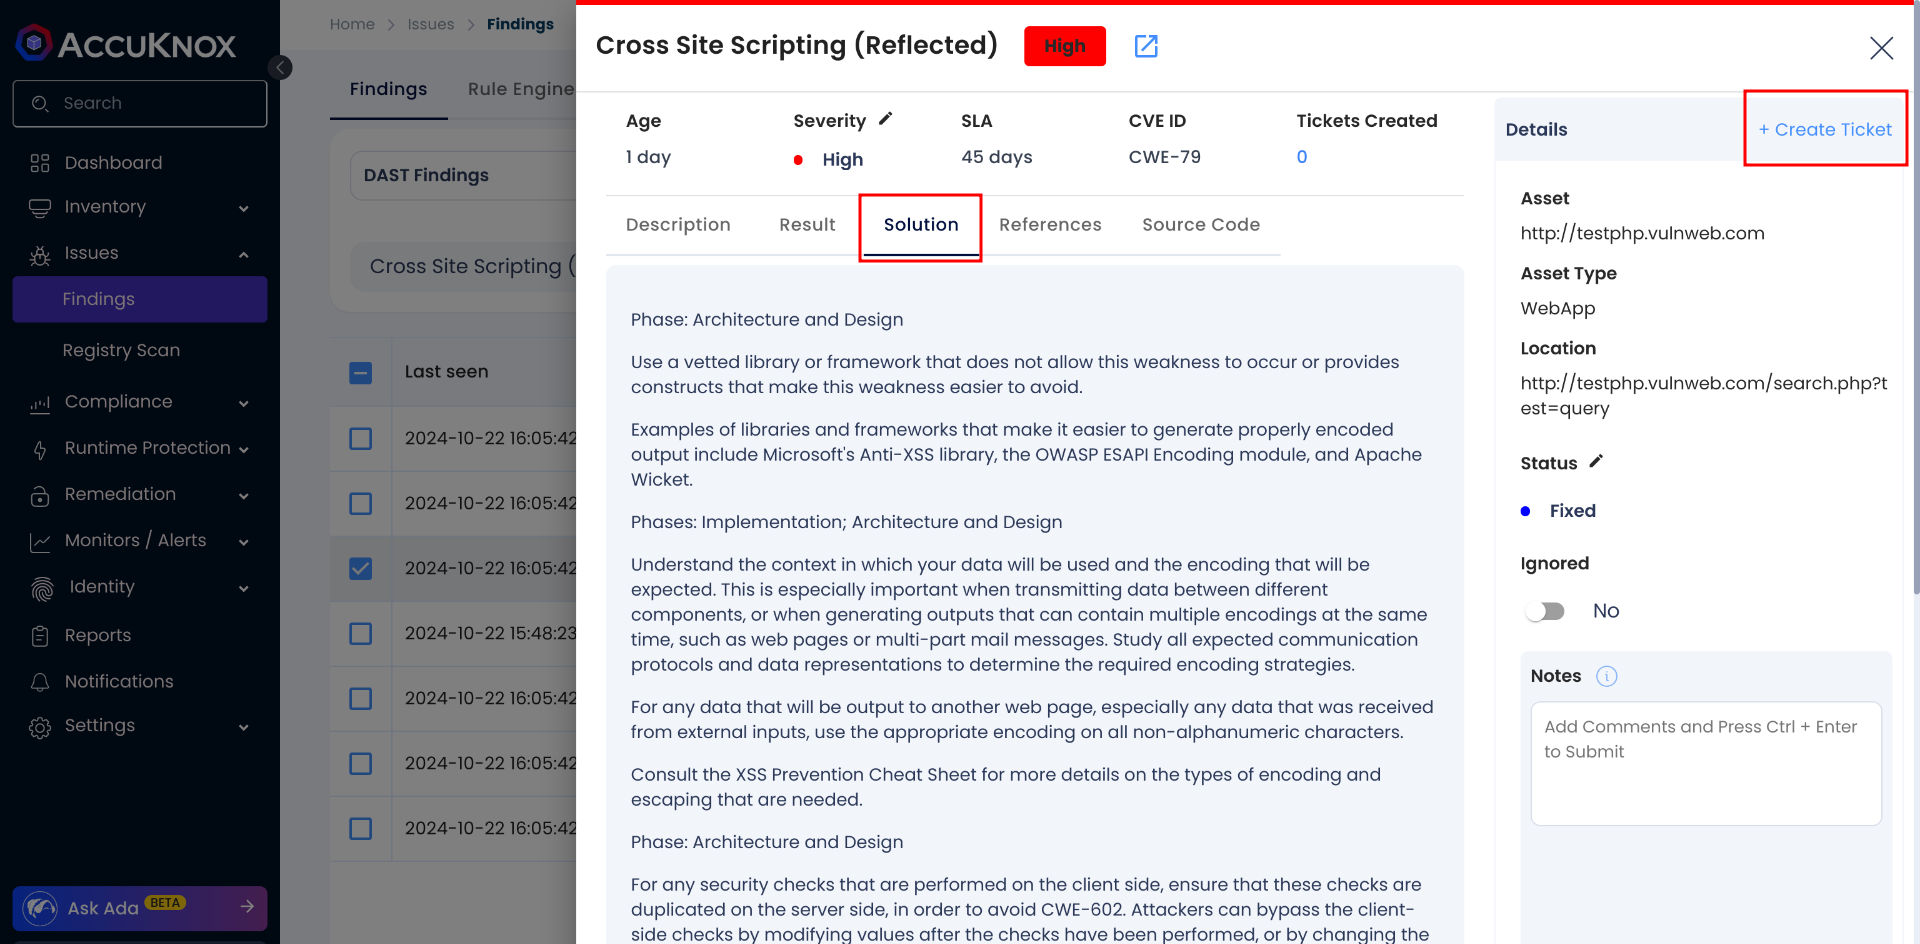 ACCUKNOX
Search
Dashboard
Inventory
Issues
Findings
Registry Scan
Compliance
Runtime Protection
Remediation
Monitors / Alerts
Identity
Reports
Notifications
Settings
Ask Ada BETA
Home > Issues > Findings
Findings Rule Engine
DAST Findings
Cross Site Scripting (
Last seen
2024-10-22 16:05:42
2024-10-22 16:05:42
2024-10-22 16:05:42
2024-10-22 15:48:23
2024-10-22 16:05:42
2024-10-22 16:05:42
2024-10-22 16:05:42
Cross Site Scripting (Reflected) High
Age Severity SLA CVE ID Tickets Created
1 day High 45 days CWE-79 0
Description Result Solution References Source Code
Phase: Architecture and Design
Use a vetted library or framework that does not allow this weakness to occur or provides
constructs that make this weakness easier to avoid.
Examples of libraries and frameworks that make it easier to generate properly encoded
output include Microsoft's Anti-XSS library, the OWASP ESAPI Encoding module, and Apache
Wicket.
Phases: Implementation; Architecture and Design
Understand the context in which your data will be used and the encoding that will be
expected. This is especially important when transmitting data between different
components, or when generating outputs that can contain multiple encodings at the same
time, such as web pages or multi-part mail messages. Study all expected communication
protocols and data representations to determine the required encoding strategies.
For any data that will be output to another web page, especially any data that was received
from external inputs, use the appropriate encoding on all non-alphanumeric characters.
Consult the XSS Prevention Cheat Sheet for more details on the types of encoding and
escaping that are needed.
Phase: Architecture and Design
For any security checks that are performed on the client side, ensure that these checks are
duplicated on the server side, in order to avoid CWE-602. Attackers can bypass the client-
side checks by modifying values after the checks have been performed, or by changing the
Details + Create Ticket
Asset
http://testphp.vulnweb.com
Asset Type
WebApp
Location
http://testphp.vulnweb.com/search.php?t
est=query
Status
Fixed
Ignored
No
Notes
Add Comments and Press Ctrl + Enter
to Submit